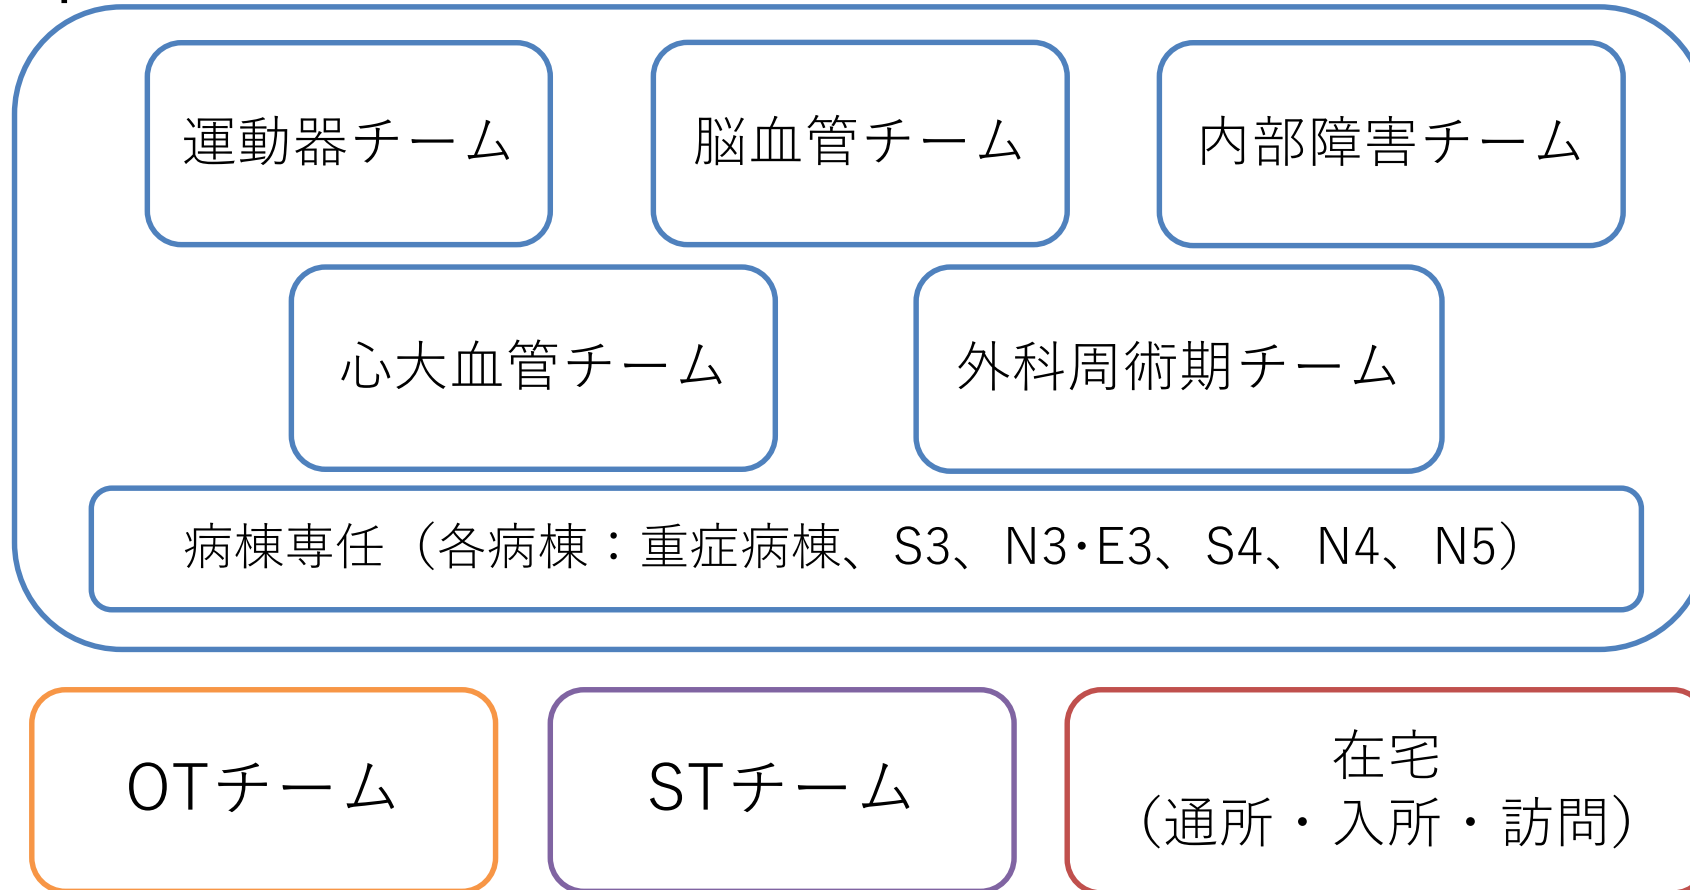 運動器チーム
脳血管チーム
内部障害チーム
心大血管チーム
外科周術期チーム
病棟専任（各病棟：重症病棟、S3、N3･E3、S4、N4、N5）
OTチーム
STチーム
在宅
（通所・入所・訪問）